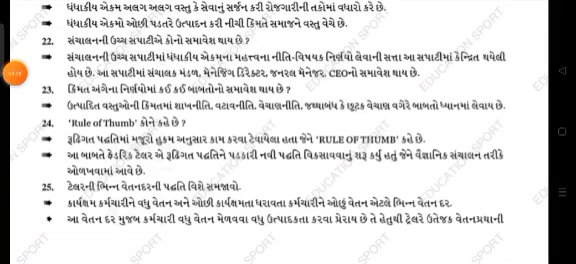 ➡ ધંધાકીય એકમ અલગ અલગ વસ્તુ કે સેવાનું સર્જન કરી રોજગારીની તકોમાં વધારો કરે છે.
➡ ધંધાકીય એકમો ઓછી પડતરે ઉત્પાદન કરી નીચી કિંમતે સમાજને વસ્તુ વેચે છે.
22. સંચાલનની ઉચ્ચ સપાટીએ કોનો સમાવેશ થાય છે ?
➡ સંચાલનની ઉચ્ચ સપાટીમાં ધંધાકીય એકમના મહત્ત્વના નીતિ-વિષયક નિર્ણયો લેવાની સત્તા આ સપાટીમાં કેન્દ્રિત થયેલી
હોય છે. આ સપાટીમાં સંચાલક મંડળ, મેનેજિંગ ડિરેક્ટર, જનરલ મેનેજર, CEOનો સમાવેશ થાય છે.
23. કિંમત અંગેના નિર્ણયોમાં કઈ કઈ બાબતોનો સમાવેશ થાય છે ?
➡ ઉત્પાદિત વસ્તુઓની કિંમતમાં શાખનીતિ, વટાવનીતિ, વેચાણનીતિ, જથ્થાબંધ કે છૂટક વેચાણ વગેરે બાબતો ધ્યાનમાં લેવાય છે.
24. 'Rule of Thumb' કોને કહે છે ?
➡ રૂઢિગત પદ્ધતિમાં મજૂરો હુકમ અનુસાર કામ કરવા ટેવાયેલા હતા જેને 'RULE OF THUMB' કહે છે.
➡ આ બાબતે ફેડરિક ટેલર એ રૂઢિગત પદ્ધતિને પડકારી નવી પદ્ધતિ વિકસાવવાનું શરૂ કર્યું હતું જેને વૈજ્ઞાનિક સંચાલન તરીકે
ઓળખવામાં આવે છે.
25. ટેલરની ભિન્ન વેતનદરની પદ્ધતિ વિશે સમજાવો.
➡ કાર્યક્ષમ કર્મચારીને વધુ વેતન અને ઓછી કાર્યક્ષમતા ધરાવતા કર્મચારીને ઓછું વેતન એટલે ભિન્ન વેતન દર.
♦ આ વેતન દર મુજબ કર્મચારી વધુ વેતન મેળવવા વધુ ઉત્પાદકતા કરવા પ્રેરાય છે તે હેતુથી ટેલરે ઉત્તેજક વેતનપ્રથાની
EDUCATION SPORT